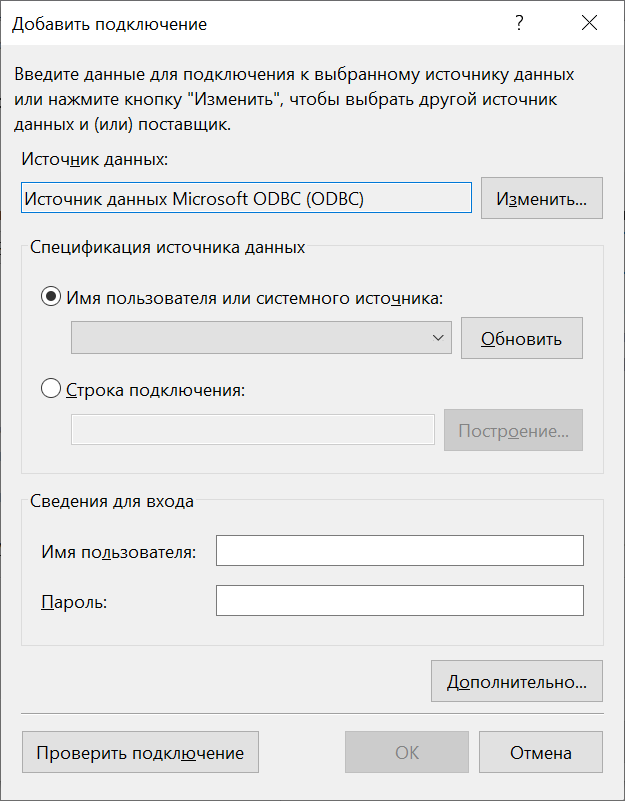 Добавить подключение
?
Введите данные для подключения к выбранному источнику данных
или нажмите кнопку "Изменить", чтобы выбрать другой источник
данных и (или) поставщик.
Источник данных:
Источник данных Microsoft ODBC (ODBC)
Изменить...
Спецификация источника данных
Имя пользователя или системного источника:
Обновить
Строка подключения:
Построение...
Сведения для входа
Имя пользователя:
Пароль:
Дополнительно...
Проверить подключение
ОК
Отмена